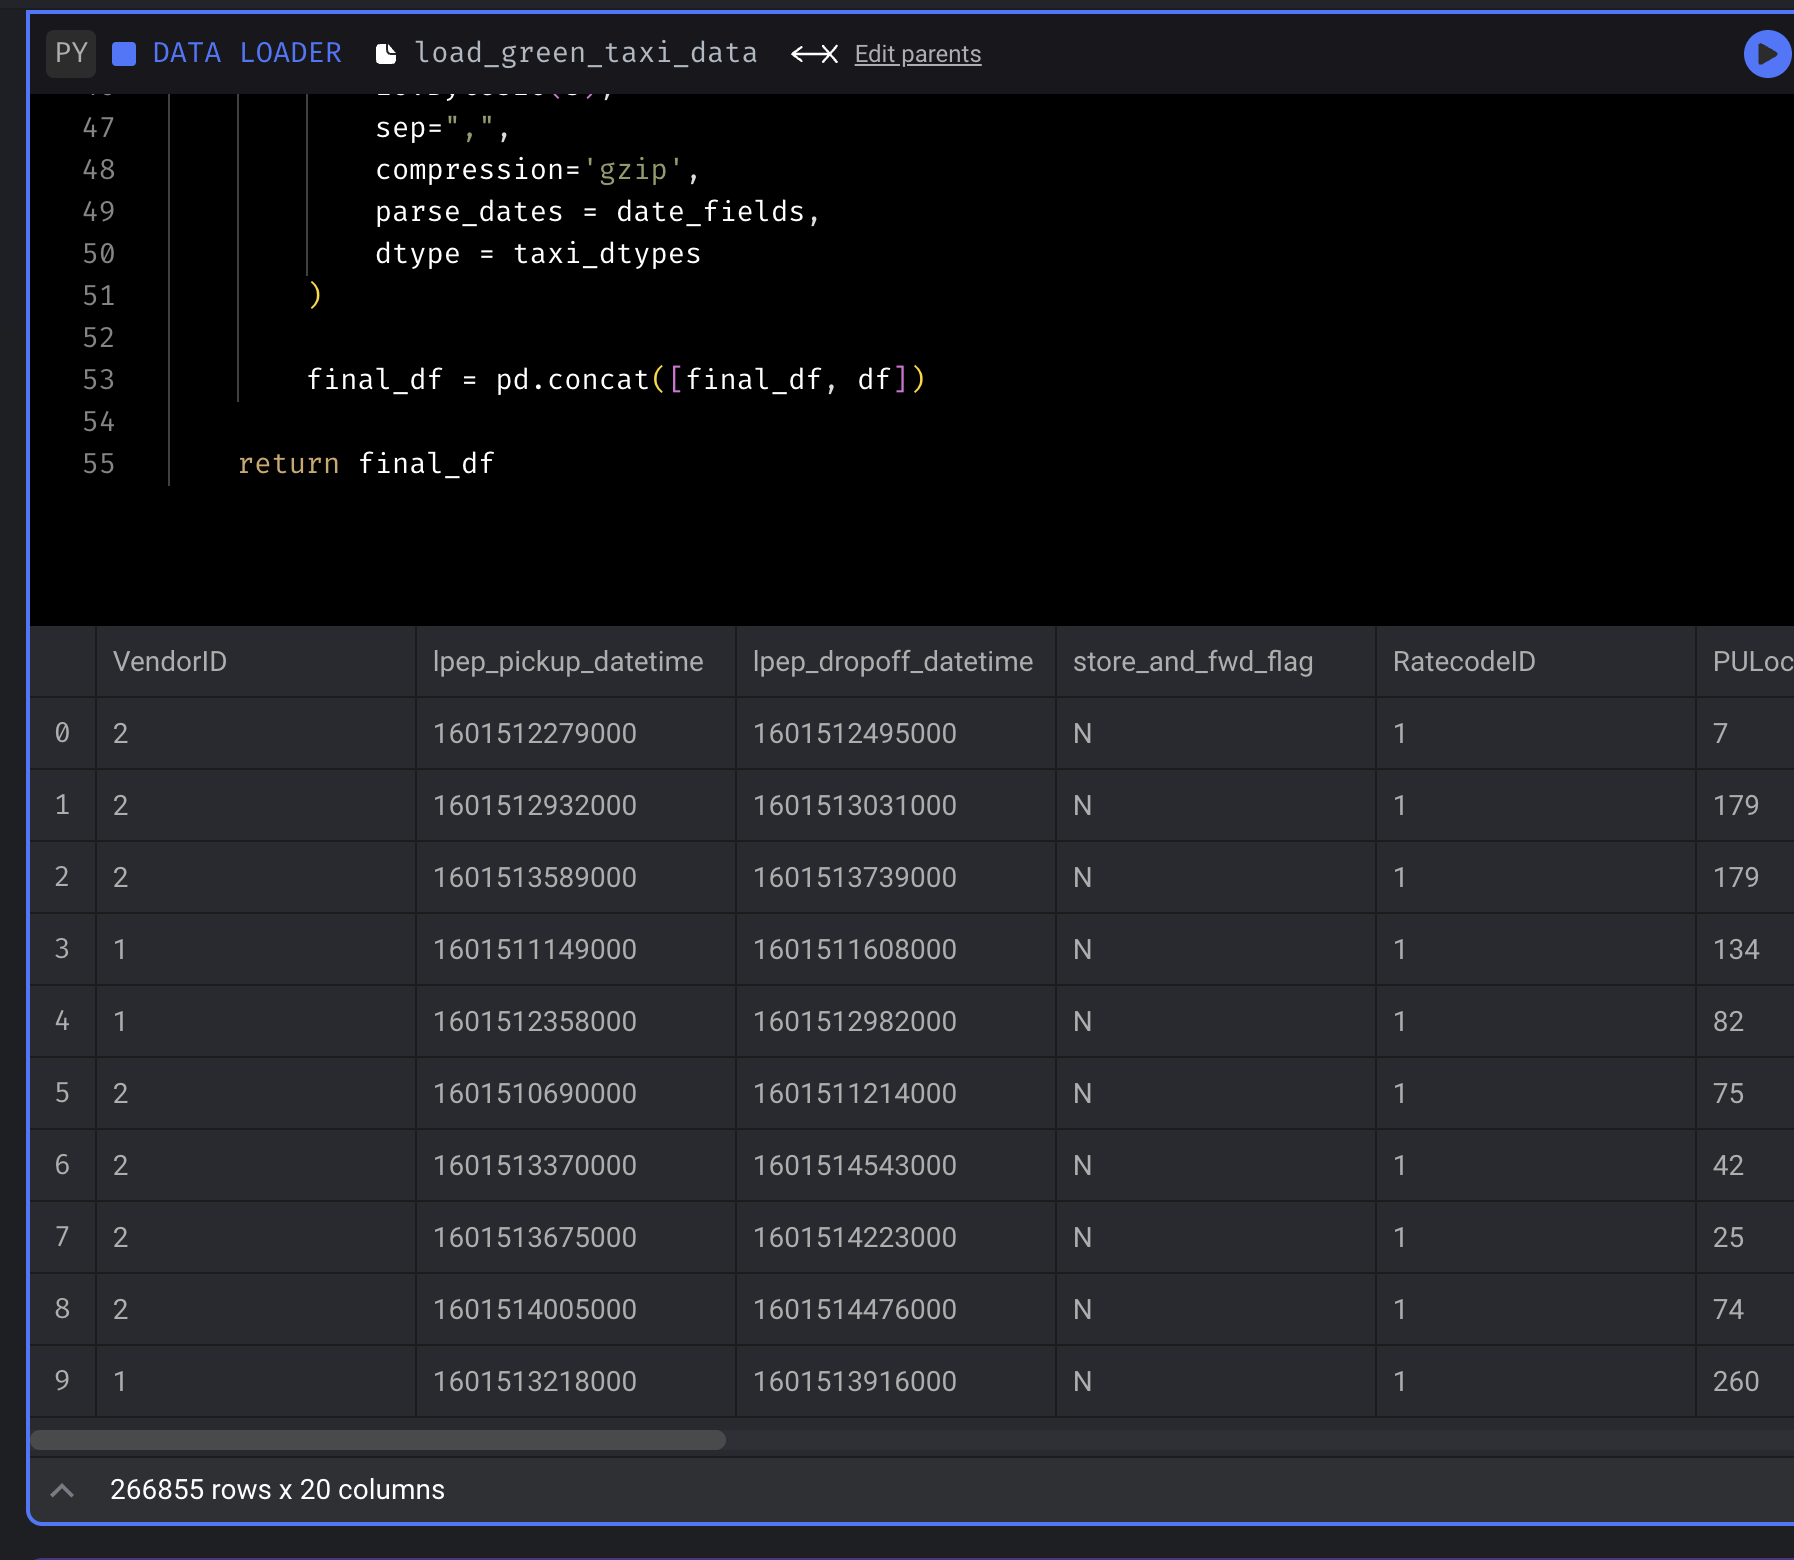 PY DATA LOADER load_green_taxi_data Edit parents
47 sep=",",
48 compression='gzip',
49 parse_dates = date_fields,
50 dtype = taxi_dtypes
51 )
52
53 final_df = pd.concat([final_df, df])
54
55 return final_df
VendorID lpep_pickup_datetime lpep_dropoff_datetime store_and_fwd_flag RatecodeID PULoc
0 2 1601512279000 1601512495000 N 1 7
1 2 1601512932000 1601513031000 N 1 179
2 2 1601513589000 1601513739000 N 1 179
3 1 1601511149000 1601511608000 N 1 134
4 1 1601512358000 1601512982000 N 1 82
5 2 1601510690000 1601511214000 N 1 75
6 2 1601513370000 1601514543000 N 1 42
7 2 1601513675000 1601514223000 N 1 25
8 2 1601514005000 1601514476000 N 1 74
9 1 1601513218000 1601513916000 N 1 260
266855 rows x 20 columns